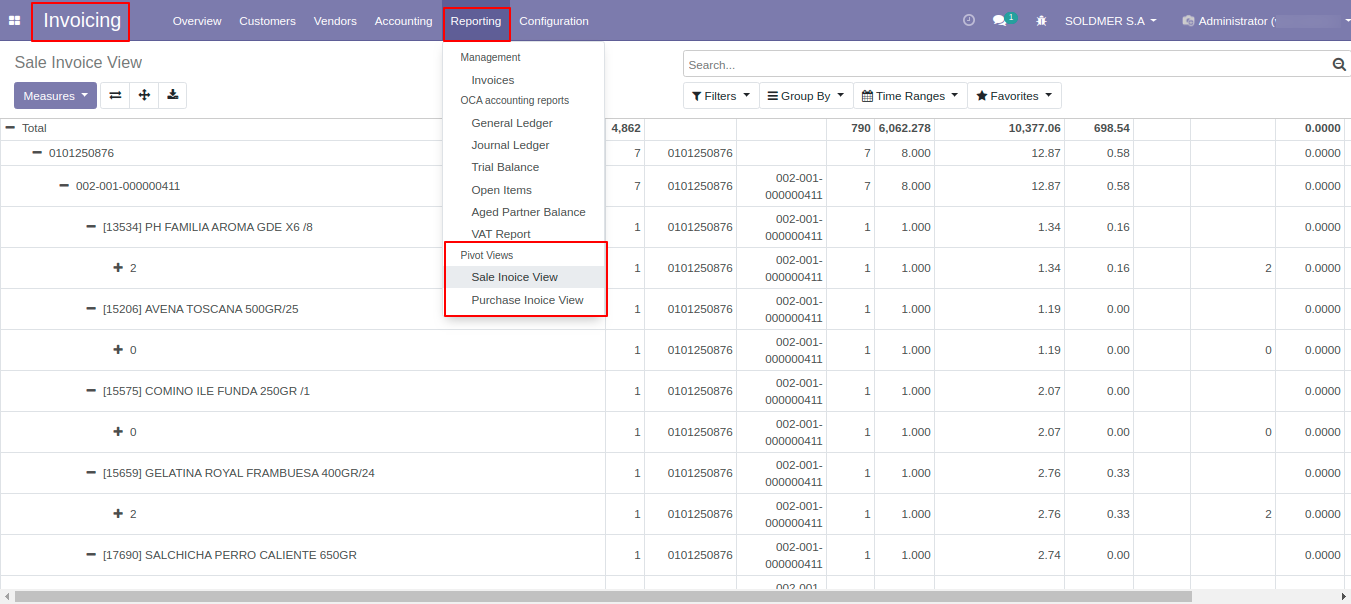 Invoicing Overview Customers Vendors Accounting Reporting Configuration 1 SOLDMER S.A Administrator (
Sale Invoice View
Search...
Measures
Filters Group By Time Ranges Favorites
Management
Invoices
OCA accounting reports
General Ledger
Journal Ledger
Trial Balance
Open Items
Aged Partner Balance
VAT Report
Pivot Views
Sale Inoice View
Purchase Inoice View
Total 4,862 790 6,062.278 10,377.06 698.54 0.0000
0101250876 7 0101250876 7 8.000 12.87 0.58 0.0000
002-001-000000411 7 0101250876 002-001-
000000411 7 8.000 12.87 0.58 0.0000
[13534] PH FAMILIA AROMA GDE X6 /8 1 0101250876 002-001-
000000411 1 1.000 1.34 0.16 0.0000
2 1 0101250876 002-001-
000000411 1 1.000 1.34 0.16 2 0.0000
[15206] AVENA TOSCANA 500GR/25 1 0101250876 002-001-
000000411 1 1.000 1.19 0.00 0.0000
0 1 0101250876 002-001-
000000411 1 1.000 1.19 0.00 0 0.0000
[15575] COMINO ILE FUNDA 250GR /1 1 0101250876 002-001-
000000411 1 1.000 2.07 0.00 0.0000
0 1 0101250876 002-001-
000000411 1 1.000 2.07 0.00 0 0.0000
[15659] GELATINA ROYAL FRAMBUESA 400GR/24 1 0101250876 002-001-
000000411 1 1.000 2.76 0.33 0.0000
2 1 0101250876 002-001-
000000411 1 1.000 2.76 0.33 2 0.0000
[17690] SALCHICHA PERRO CALIENTE 650GR 1 0101250876 002-001-
000000411 1 1.000 2.74 0.00 0.0000
002-001-